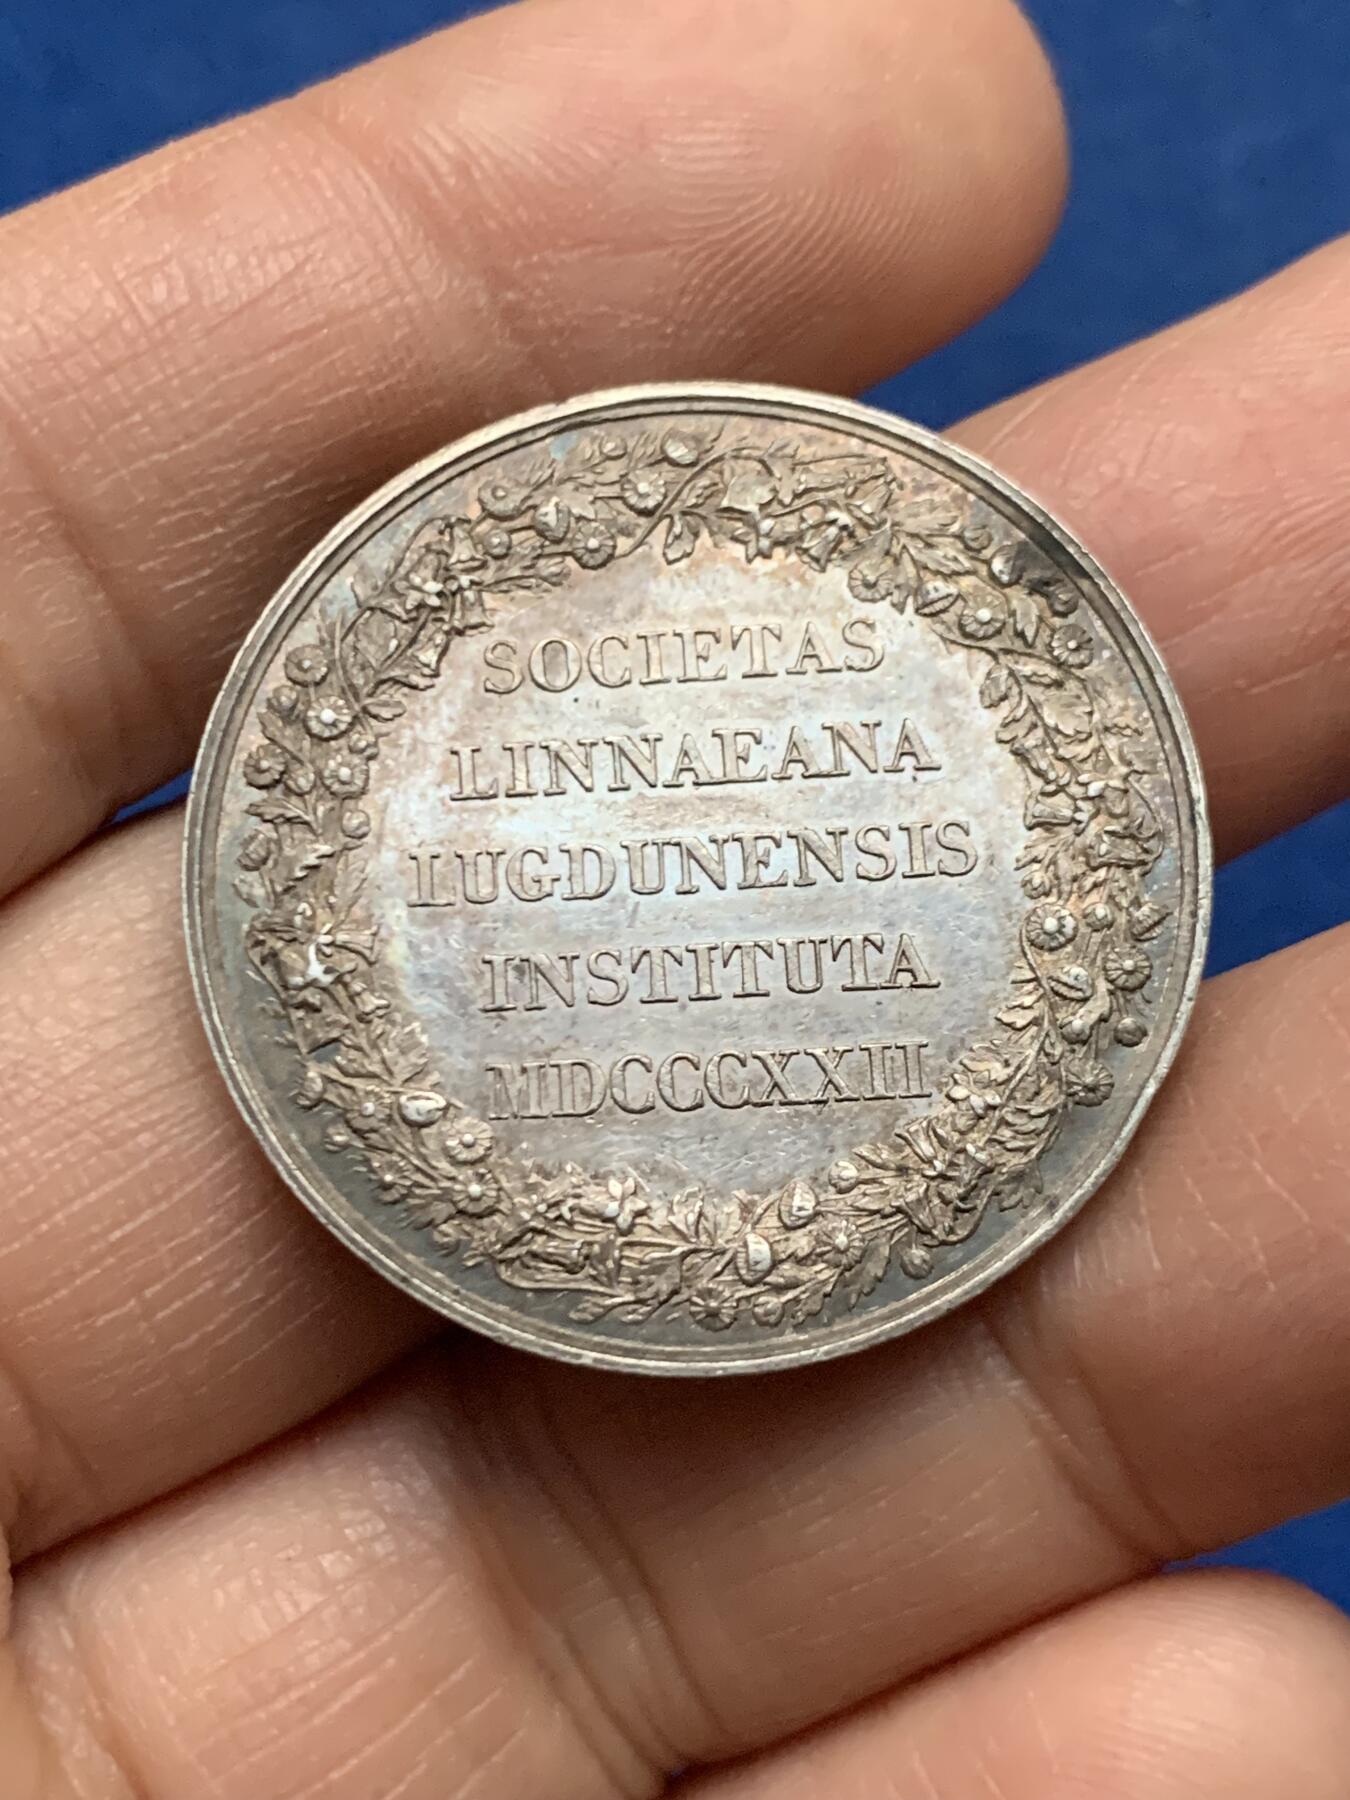 SOCIETAS
LINNAEANA
LUGDUNENSIS
INSTITUTA
MDCCCXXII